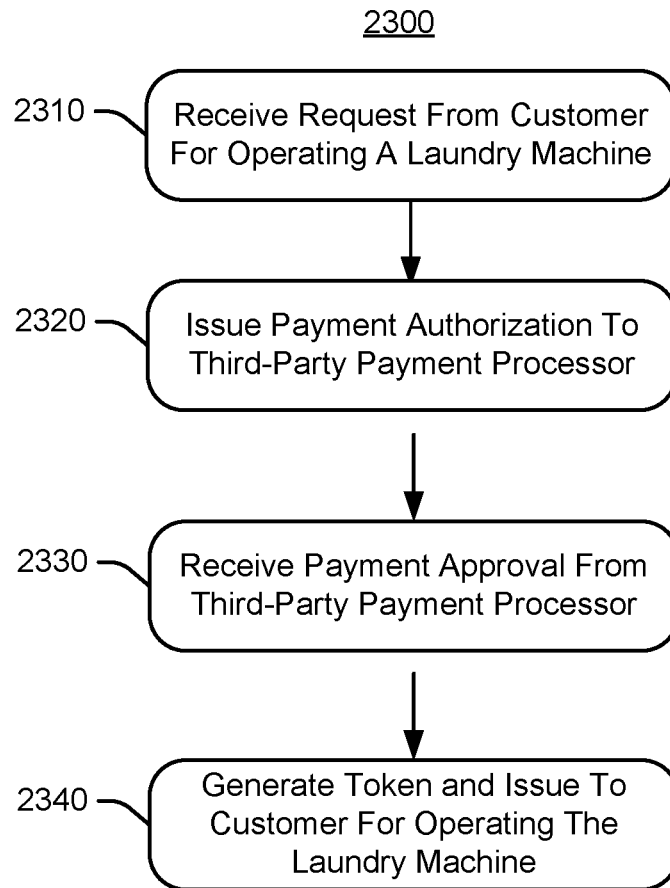 2300
2310
Receive Request From Customer
For Operating A Laundry Machine
2320
Issue Payment Authorization To
Third-Party Payment Processor
2330
Receive Payment Approval From
Third-Party Payment Processor
2340
Generate Token and Issue To
Customer For Operating The
Laundry Machine